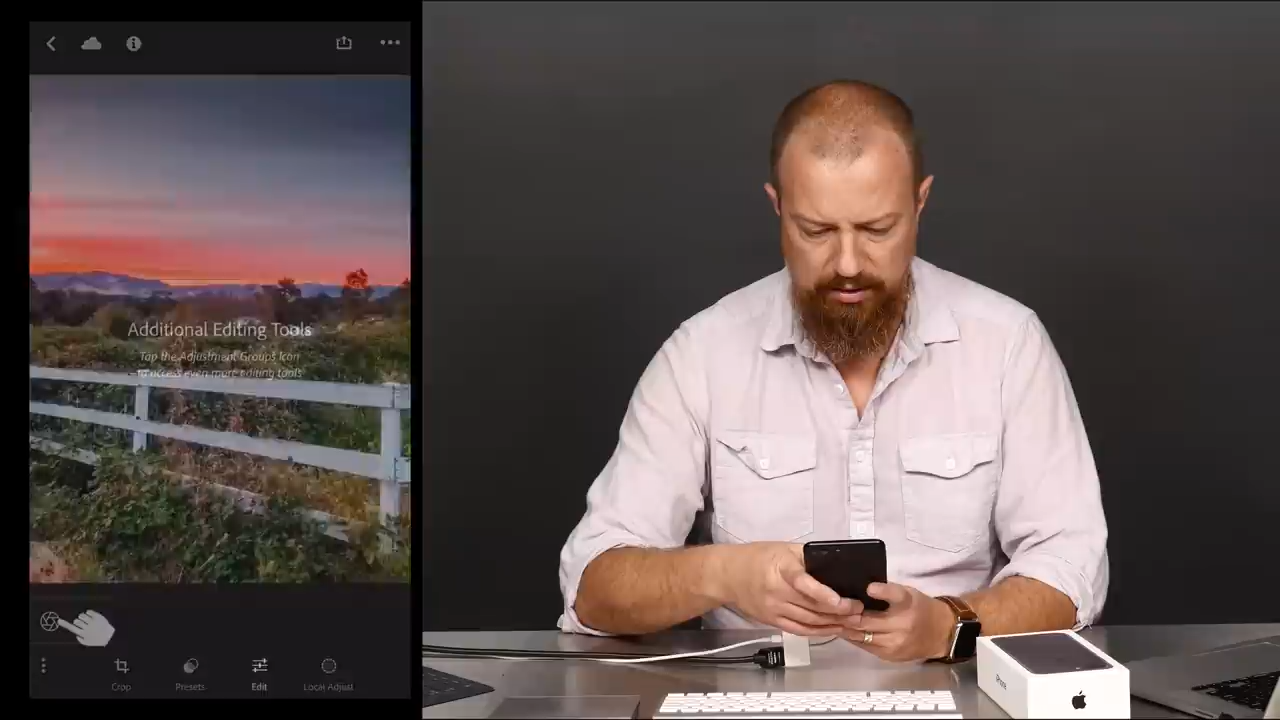 Additional Editing Tools
Tap the Adjustment Groups Icon
to access even more editing tools
Crop
Presets
Edit
Local Adjust
iPhone